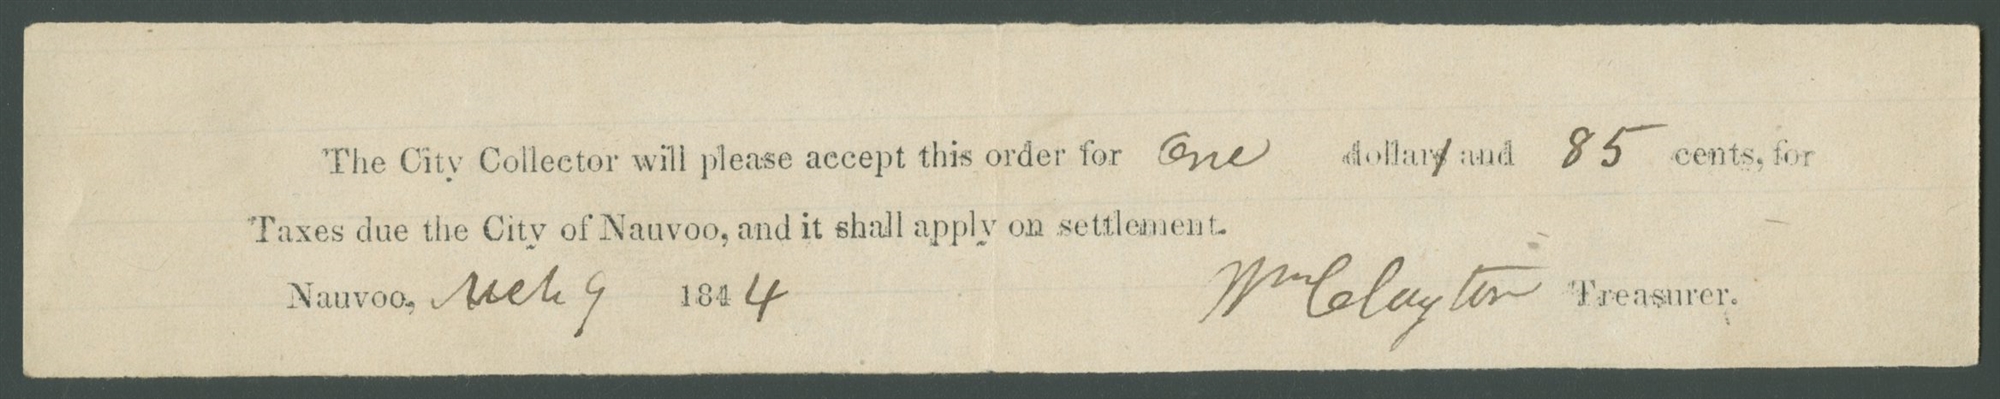 The City Collector will please accept this order for One dollar and 85 cents, for
Taxes due the City of Nauvoo, and it shall apply on settlement.
Nauvoo, Mch 9 1844 Wm Clayton Treasurer.